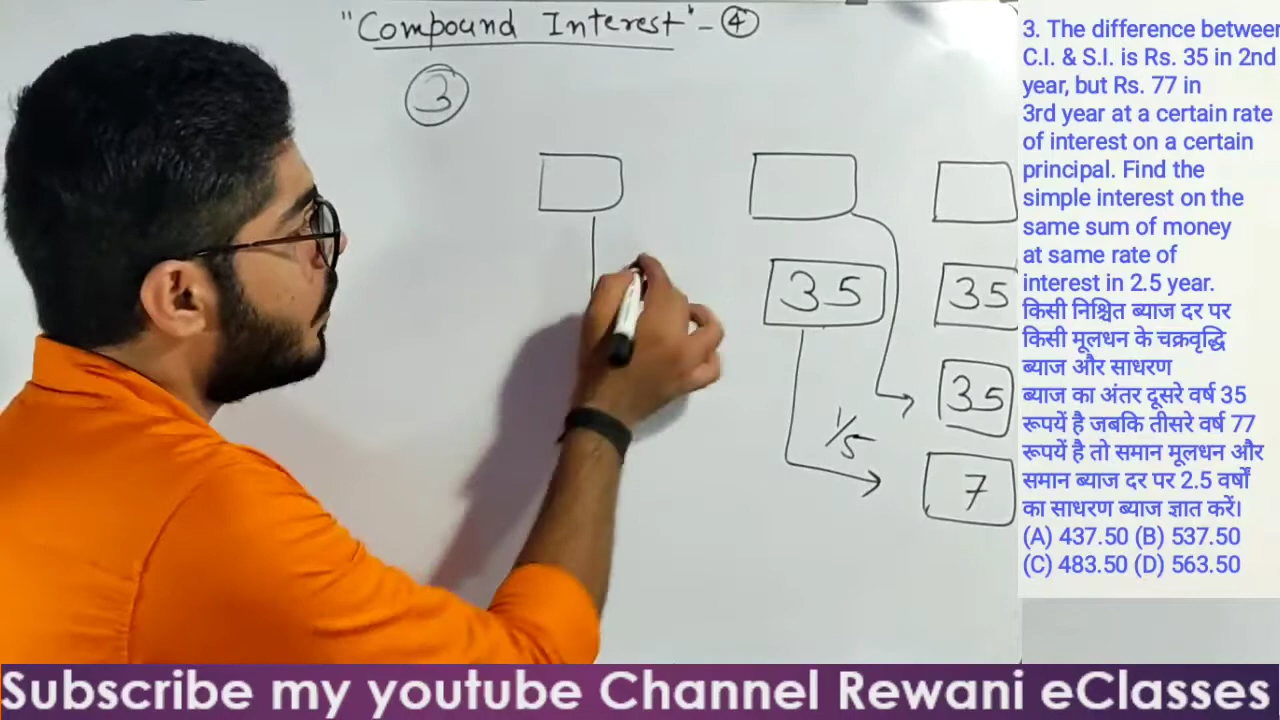 "Compound Interest" - 4
3
35
35
35
1/5
7
3. The difference between
C.I. & S.I. is Rs. 35 in 2nd
year, but Rs. 77 in
3rd year at a certain rate
of interest on a certain
principal. Find the
simple interest on the
same sum of money
at same rate of
interest in 2.5 year.
किसी निश्चित ब्याज दर पर
किसी मूलधन के चक्रवृद्धि
ब्याज और साधारण
ब्याज का अंतर दूसरे वर्ष 35
रूपयें है जबकि तीसरे वर्ष 77
रूपयें है तो समान मूलधन और
समान ब्याज दर पर 2.5 वर्षों
का साधारण ब्याज ज्ञात करें।
(A) 437.50 (B) 537.50
(C) 483.50 (D) 563.50
Subscribe my youtube Channel Rewani eClasses